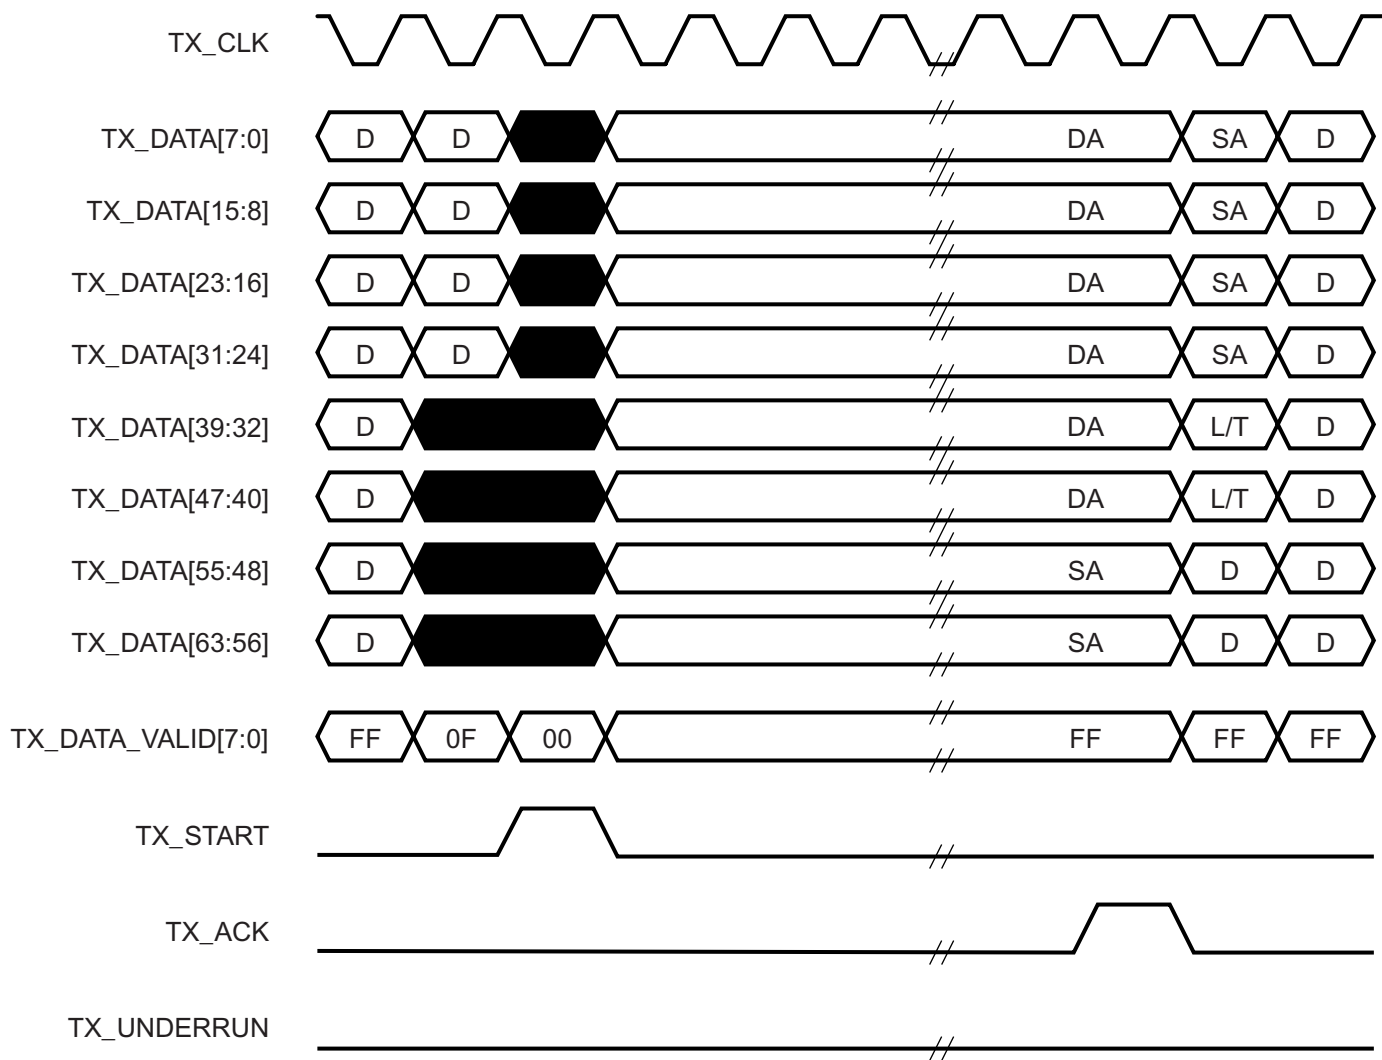 TX_CLK
TX_DATA[7:0] D D DA SA D
TX_DATA[15:8] D D DA SA D
TX_DATA[23:16] D D DA SA D
TX_DATA[31:24] D D DA SA D
TX_DATA[39:32] D DA L/T D
TX_DATA[47:40] D DA L/T D
TX_DATA[55:48] D SA D D
TX_DATA[63:56] D SA D D
TX_DATA_VALID[7:0] FF 0F 00 FF FF FF
TX_START
TX_ACK
TX_UNDERRUN